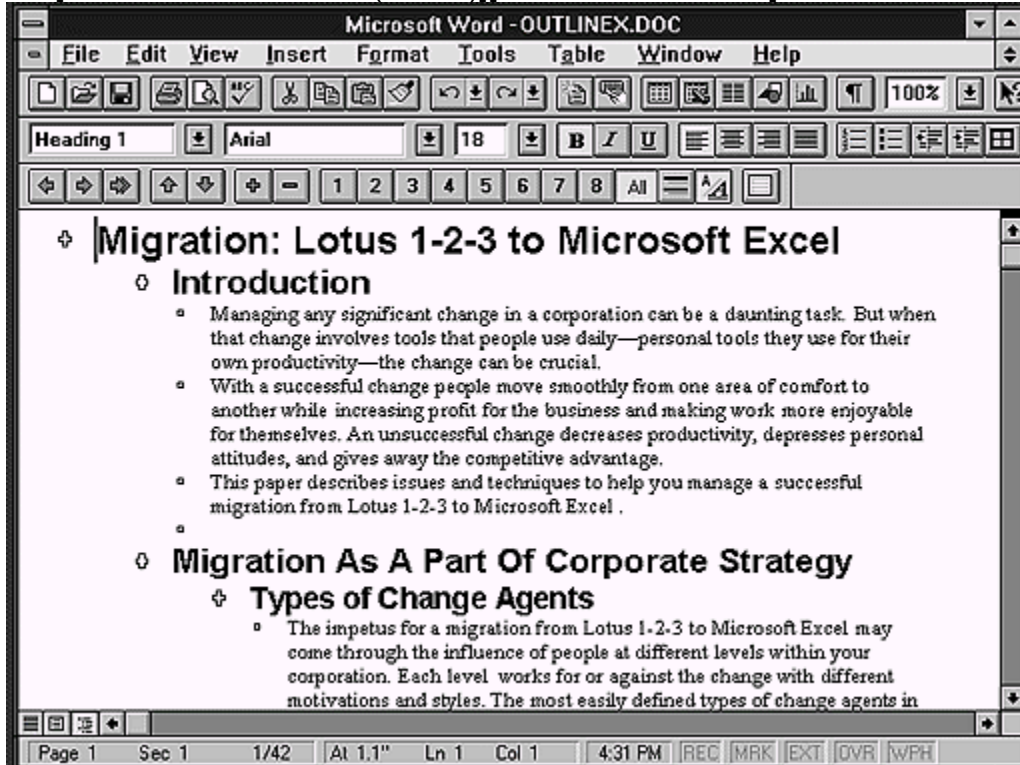 Microsoft Word - OUTLINEX.DOC
File Edit View Insert Format Tools Table Window Help
ABC 100%
Heading 1 Arial 18 B I U
1 2 3 4 5 6 7 8 All A A
Migration: Lotus 1-2-3 to Microsoft Excel
Introduction
Managing any significant change in a corporation can be a daunting task. But when
that change involves tools that people use daily—personal tools they use for their
own productivity—the change can be crucial.
With a successful change people move smoothly from one area of comfort to
another while increasing profit for the business and making work more enjoyable
for themselves. An unsuccessful change decreases productivity, depresses personal
attitudes, and gives away the competitive advantage.
This paper describes issues and techniques to help you manage a successful
migration from Lotus 1-2-3 to Microsoft Excel .
Migration As A Part Of Corporate Strategy
Types of Change Agents
The impetus for a migration from Lotus 1-2-3 to Microsoft Excel may
come through the influence of people at different levels within your
corporation. Each level works for or against the change with different
motivations and styles. The most easily defined types of change agents in
Page 1 Sec 1 1/42 At 1.1" Ln 1 Col 1 4:31 PM REC MRK EXT OVR WPH